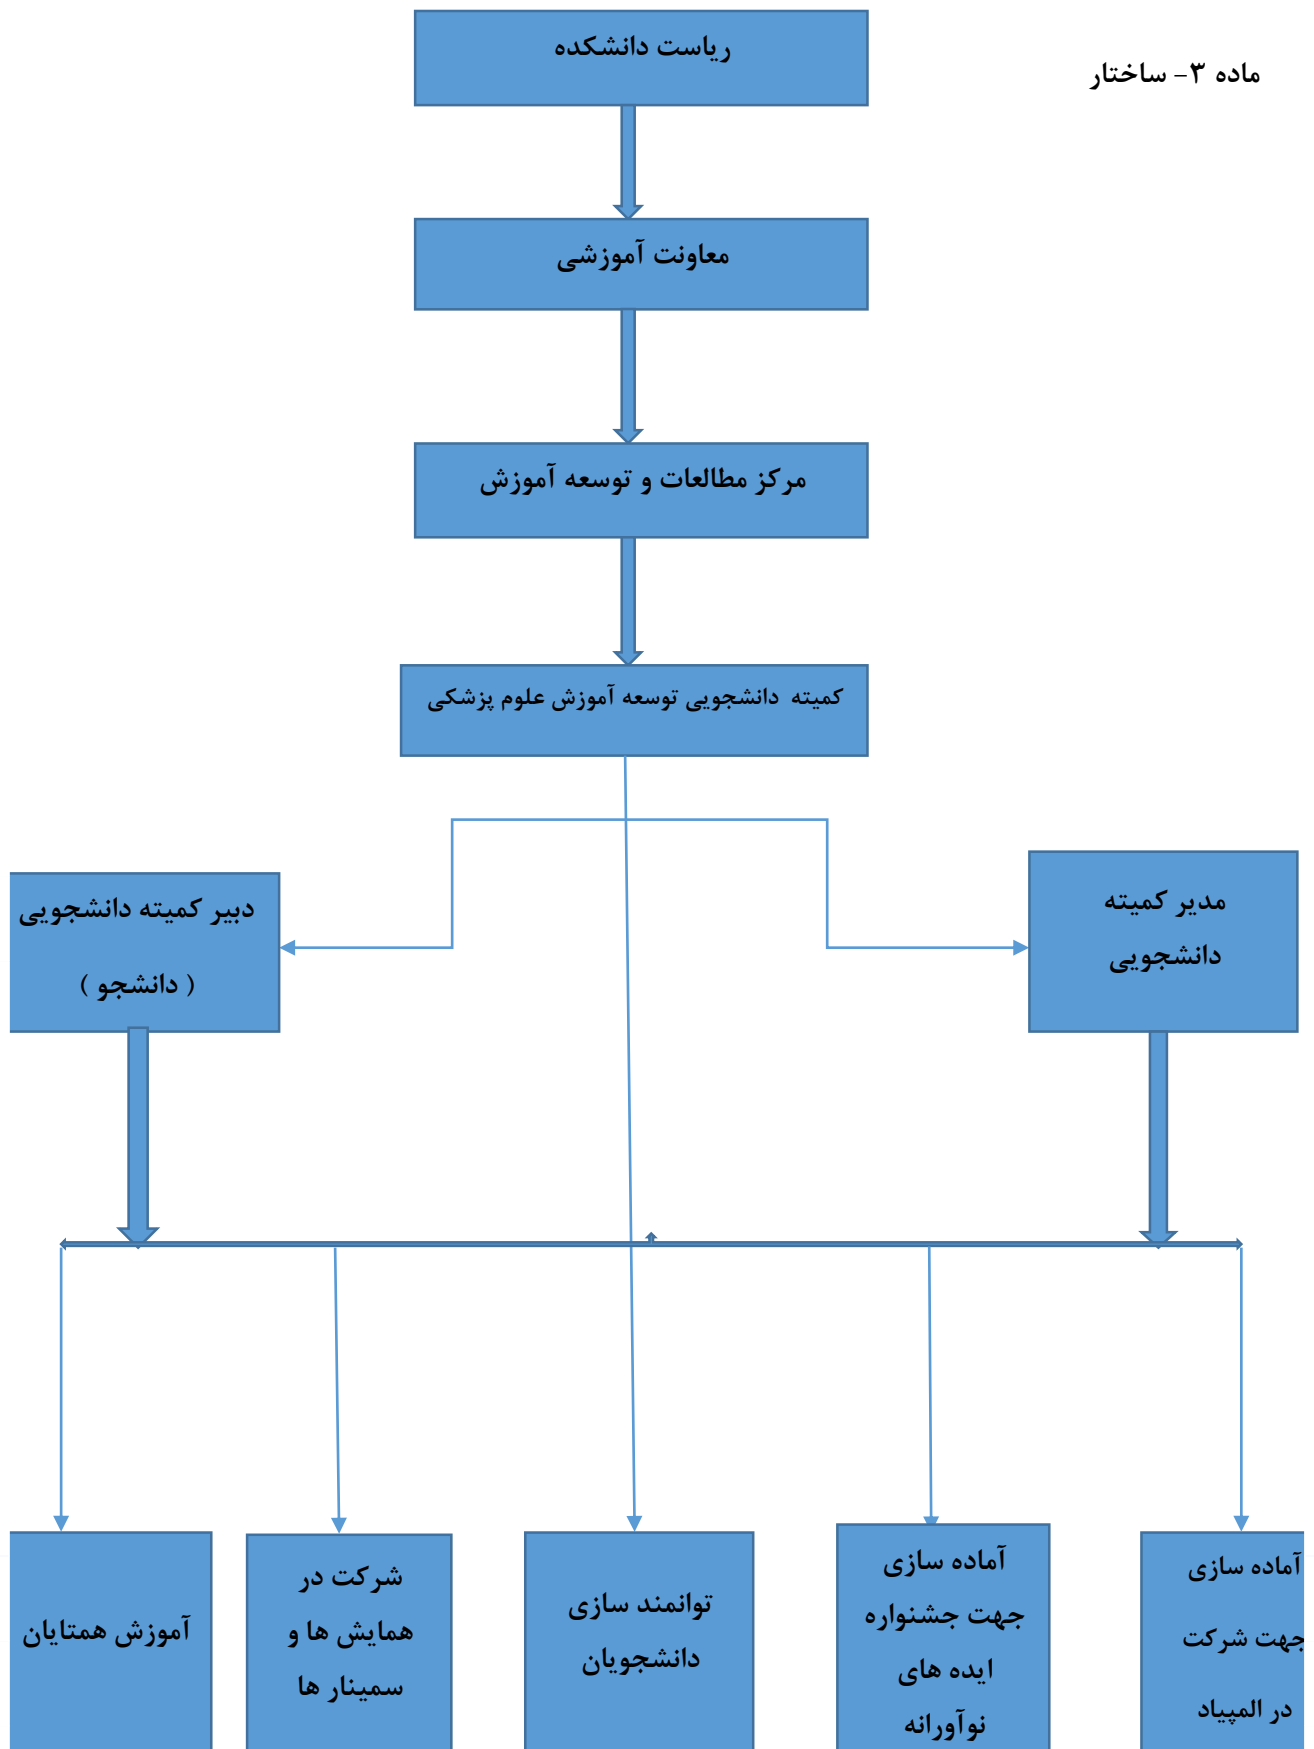 ماده ۳- ساختار
ریاست دانشکده
معاونت آموزشی
مرکز مطالعات و توسعه آموزش
کمیته دانشجویی توسعه آموزش علوم پزشکی
مدیر کمیته
دانشجویی
دبیر کمیته دانشجویی
( دانشجو )
آماده سازی
جهت شرکت
در المپیاد
آماده سازی
جهت جشنواره
ایده های
نوآورانه
توانمند سازی
دانشجویان
شرکت در
همایش ها و
سمینار ها
آموزش همتایان